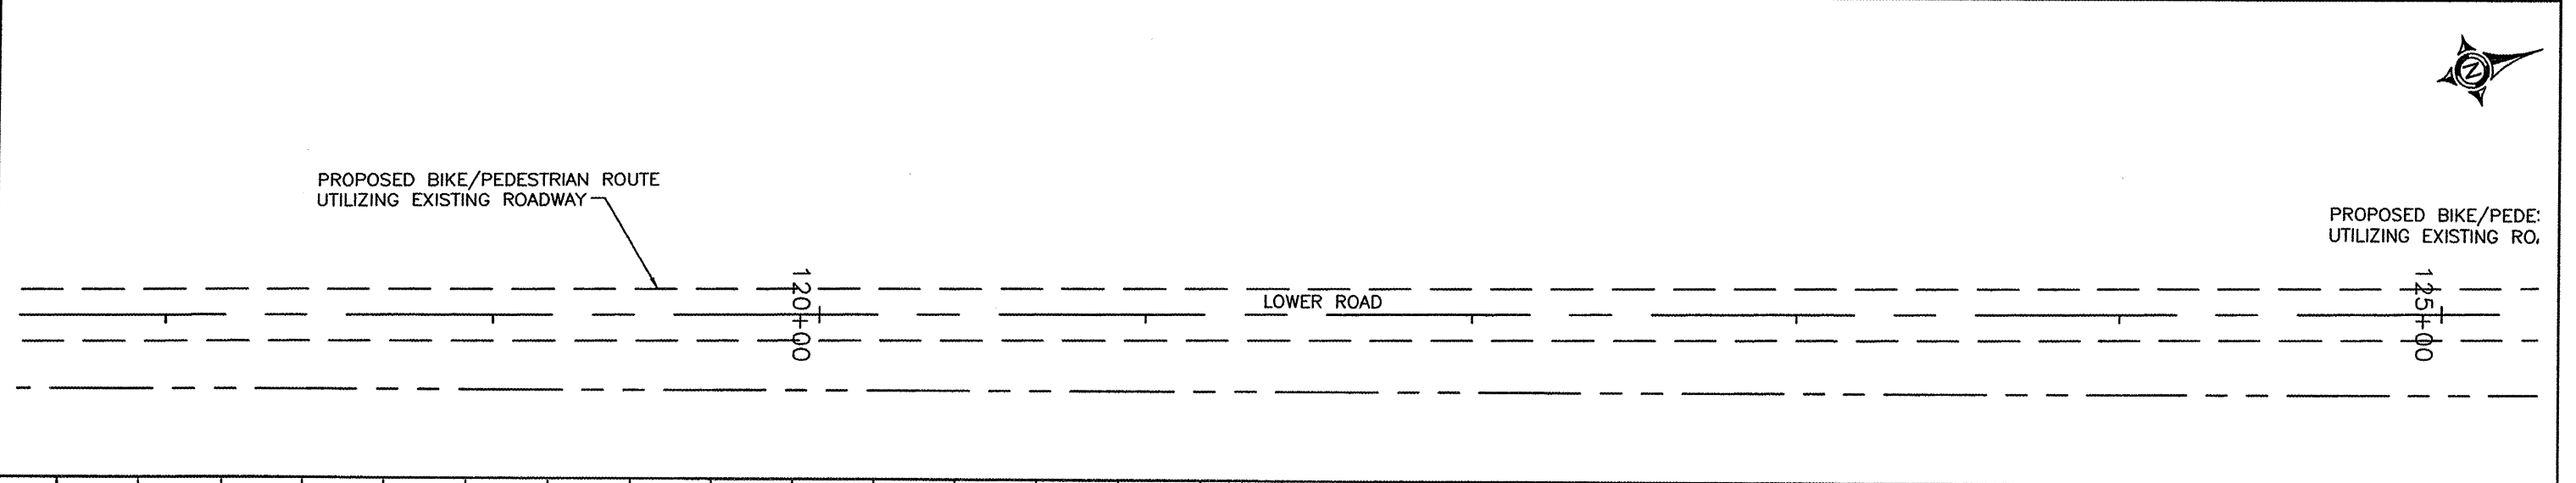 N
PROPOSED BIKE/PEDESTRIAN ROUTE
UTILIZING EXISTING ROADWAY
PROPOSED BIKE/PEDE
UTILIZING EXISTING RO
120+00
LOWER ROAD
125+00